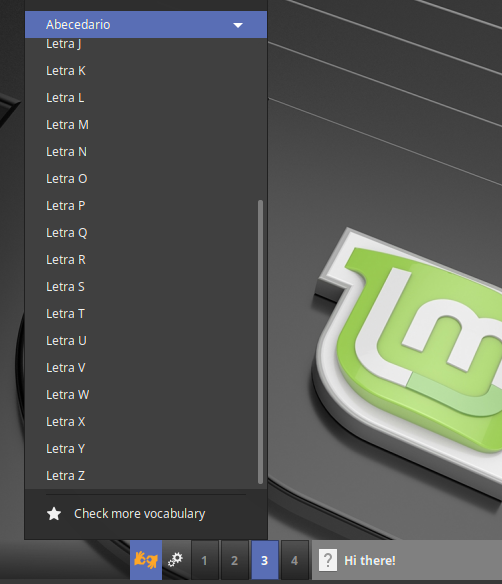 Abecedario
Letra J
Letra K
Letra L
Letra M
Letra N
Letra O
Letra P
Letra Q
Letra R
Letra S
Letra T
Letra U
Letra V
Letra W
Letra X
Letra Y
Letra Z
Check more vocabulary
1 2 3 4 ? Hi there!